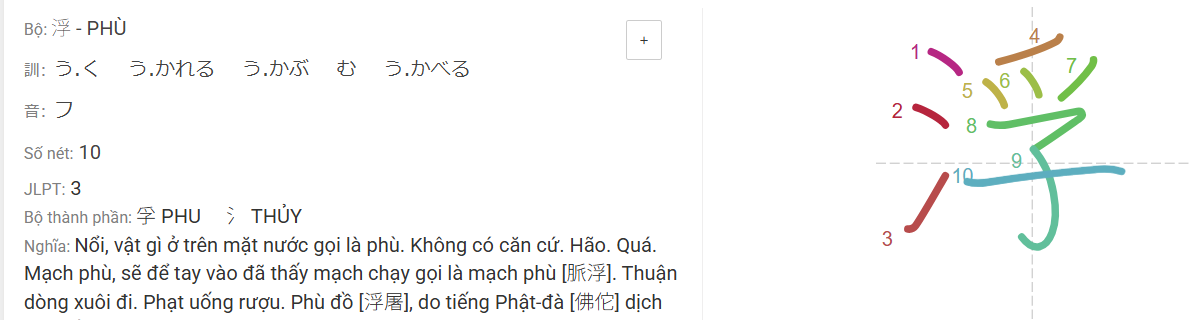 Bộ: 浮 - PHÙ
+
訓: う.く う.かれる う.かぶ む う.かべる
音: フ
Số nét: 10
JLPT: 3
Bộ thành phần: 孚 PHU 氵 THỦY
Nghĩa: Nổi, vật gì ở trên mặt nước gọi là phù. Không có căn cứ. Hão. Quá.
Mạch phù, sẽ để tay vào đã thấy mạch chạy gọi là mạch phù [脈浮]. Thuận
dòng xuôi đi. Phạt uống rượu. Phù đồ [浮屠], do tiếng Phật-đà [佛佗] dịch
浮
1
2
3
4
5
6
7
8
9
10